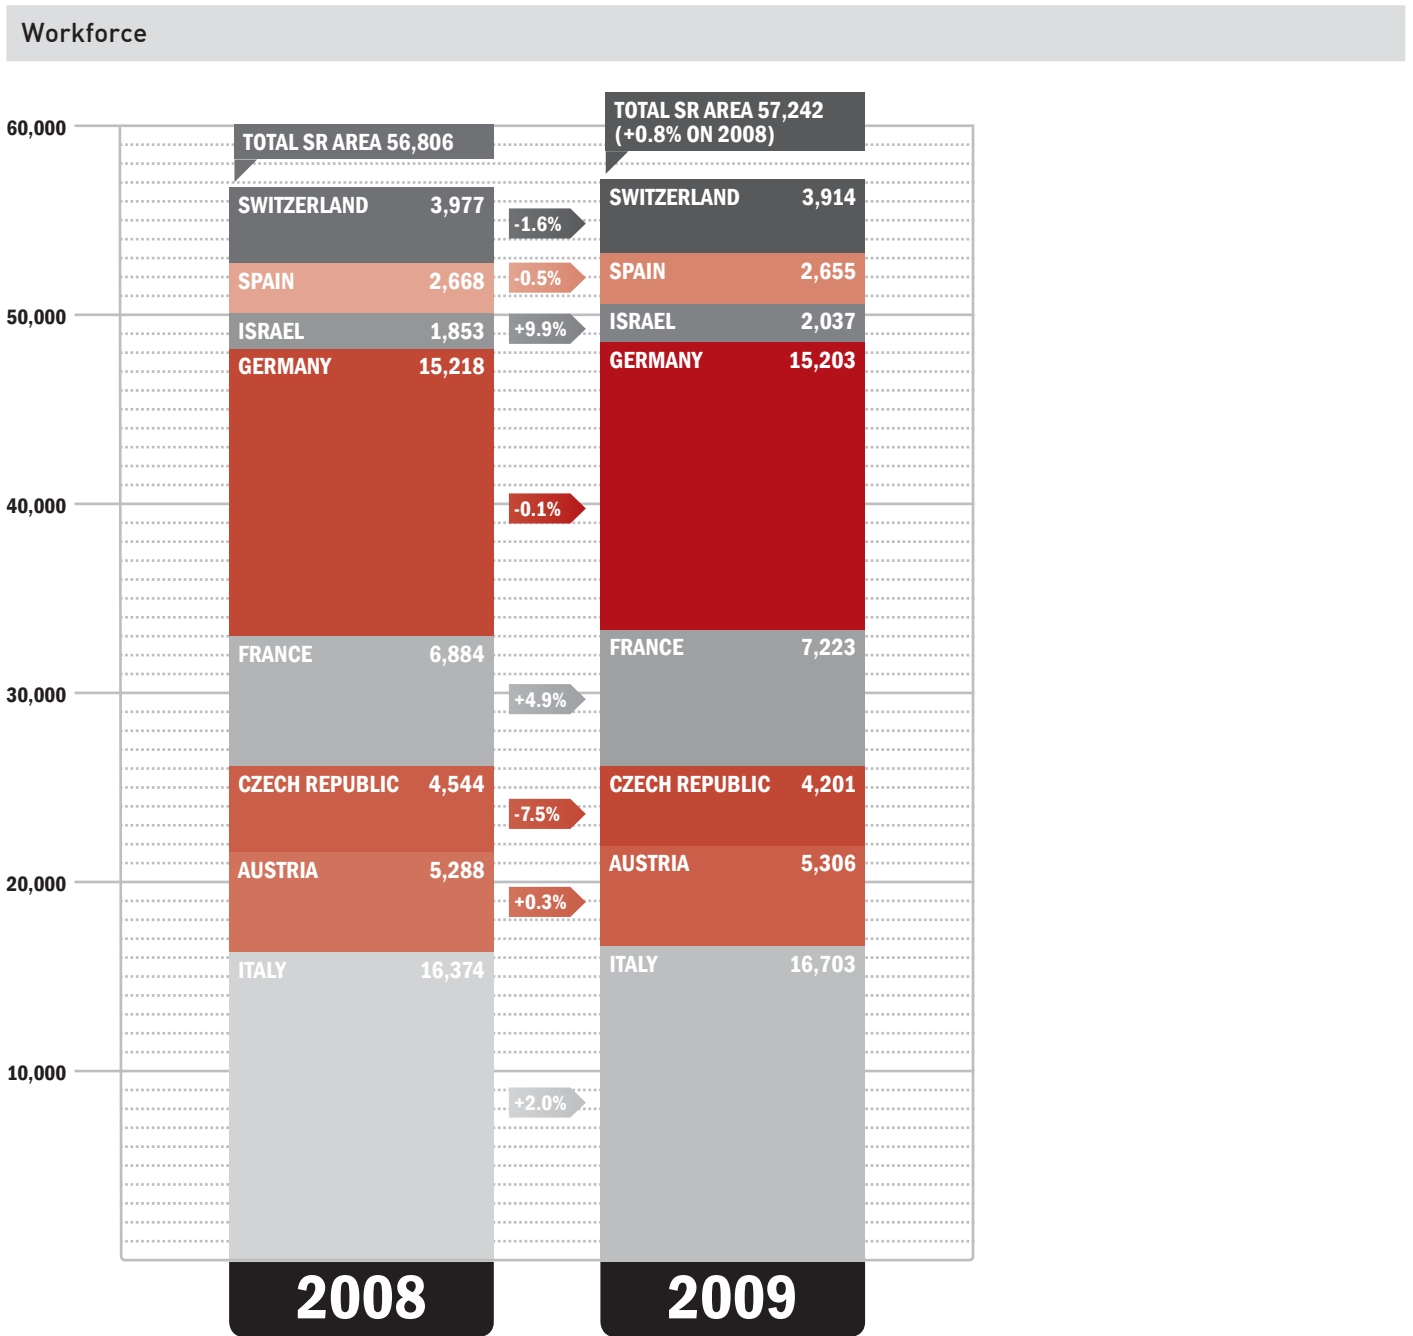 Workforce
60,000
50,000
40,000
30,000
20,000
10,000
TOTAL SR AREA 56,806
SWITZERLAND 3,977
SPAIN 2,668
ISRAEL 1,853
GERMANY 15,218
FRANCE 6,884
CZECH REPUBLIC 4,544
AUSTRIA 5,288
ITALY 16,374
2008
-1.6%
-0.5%
+9.9%
-0.1%
+4.9%
-7.5%
+0.3%
+2.0%
TOTAL SR AREA 57,242
(+0.8% ON 2008)
SWITZERLAND 3,914
SPAIN 2,655
ISRAEL 2,037
GERMANY 15,203
FRANCE 7,223
CZECH REPUBLIC 4,201
AUSTRIA 5,306
ITALY 16,703
2009